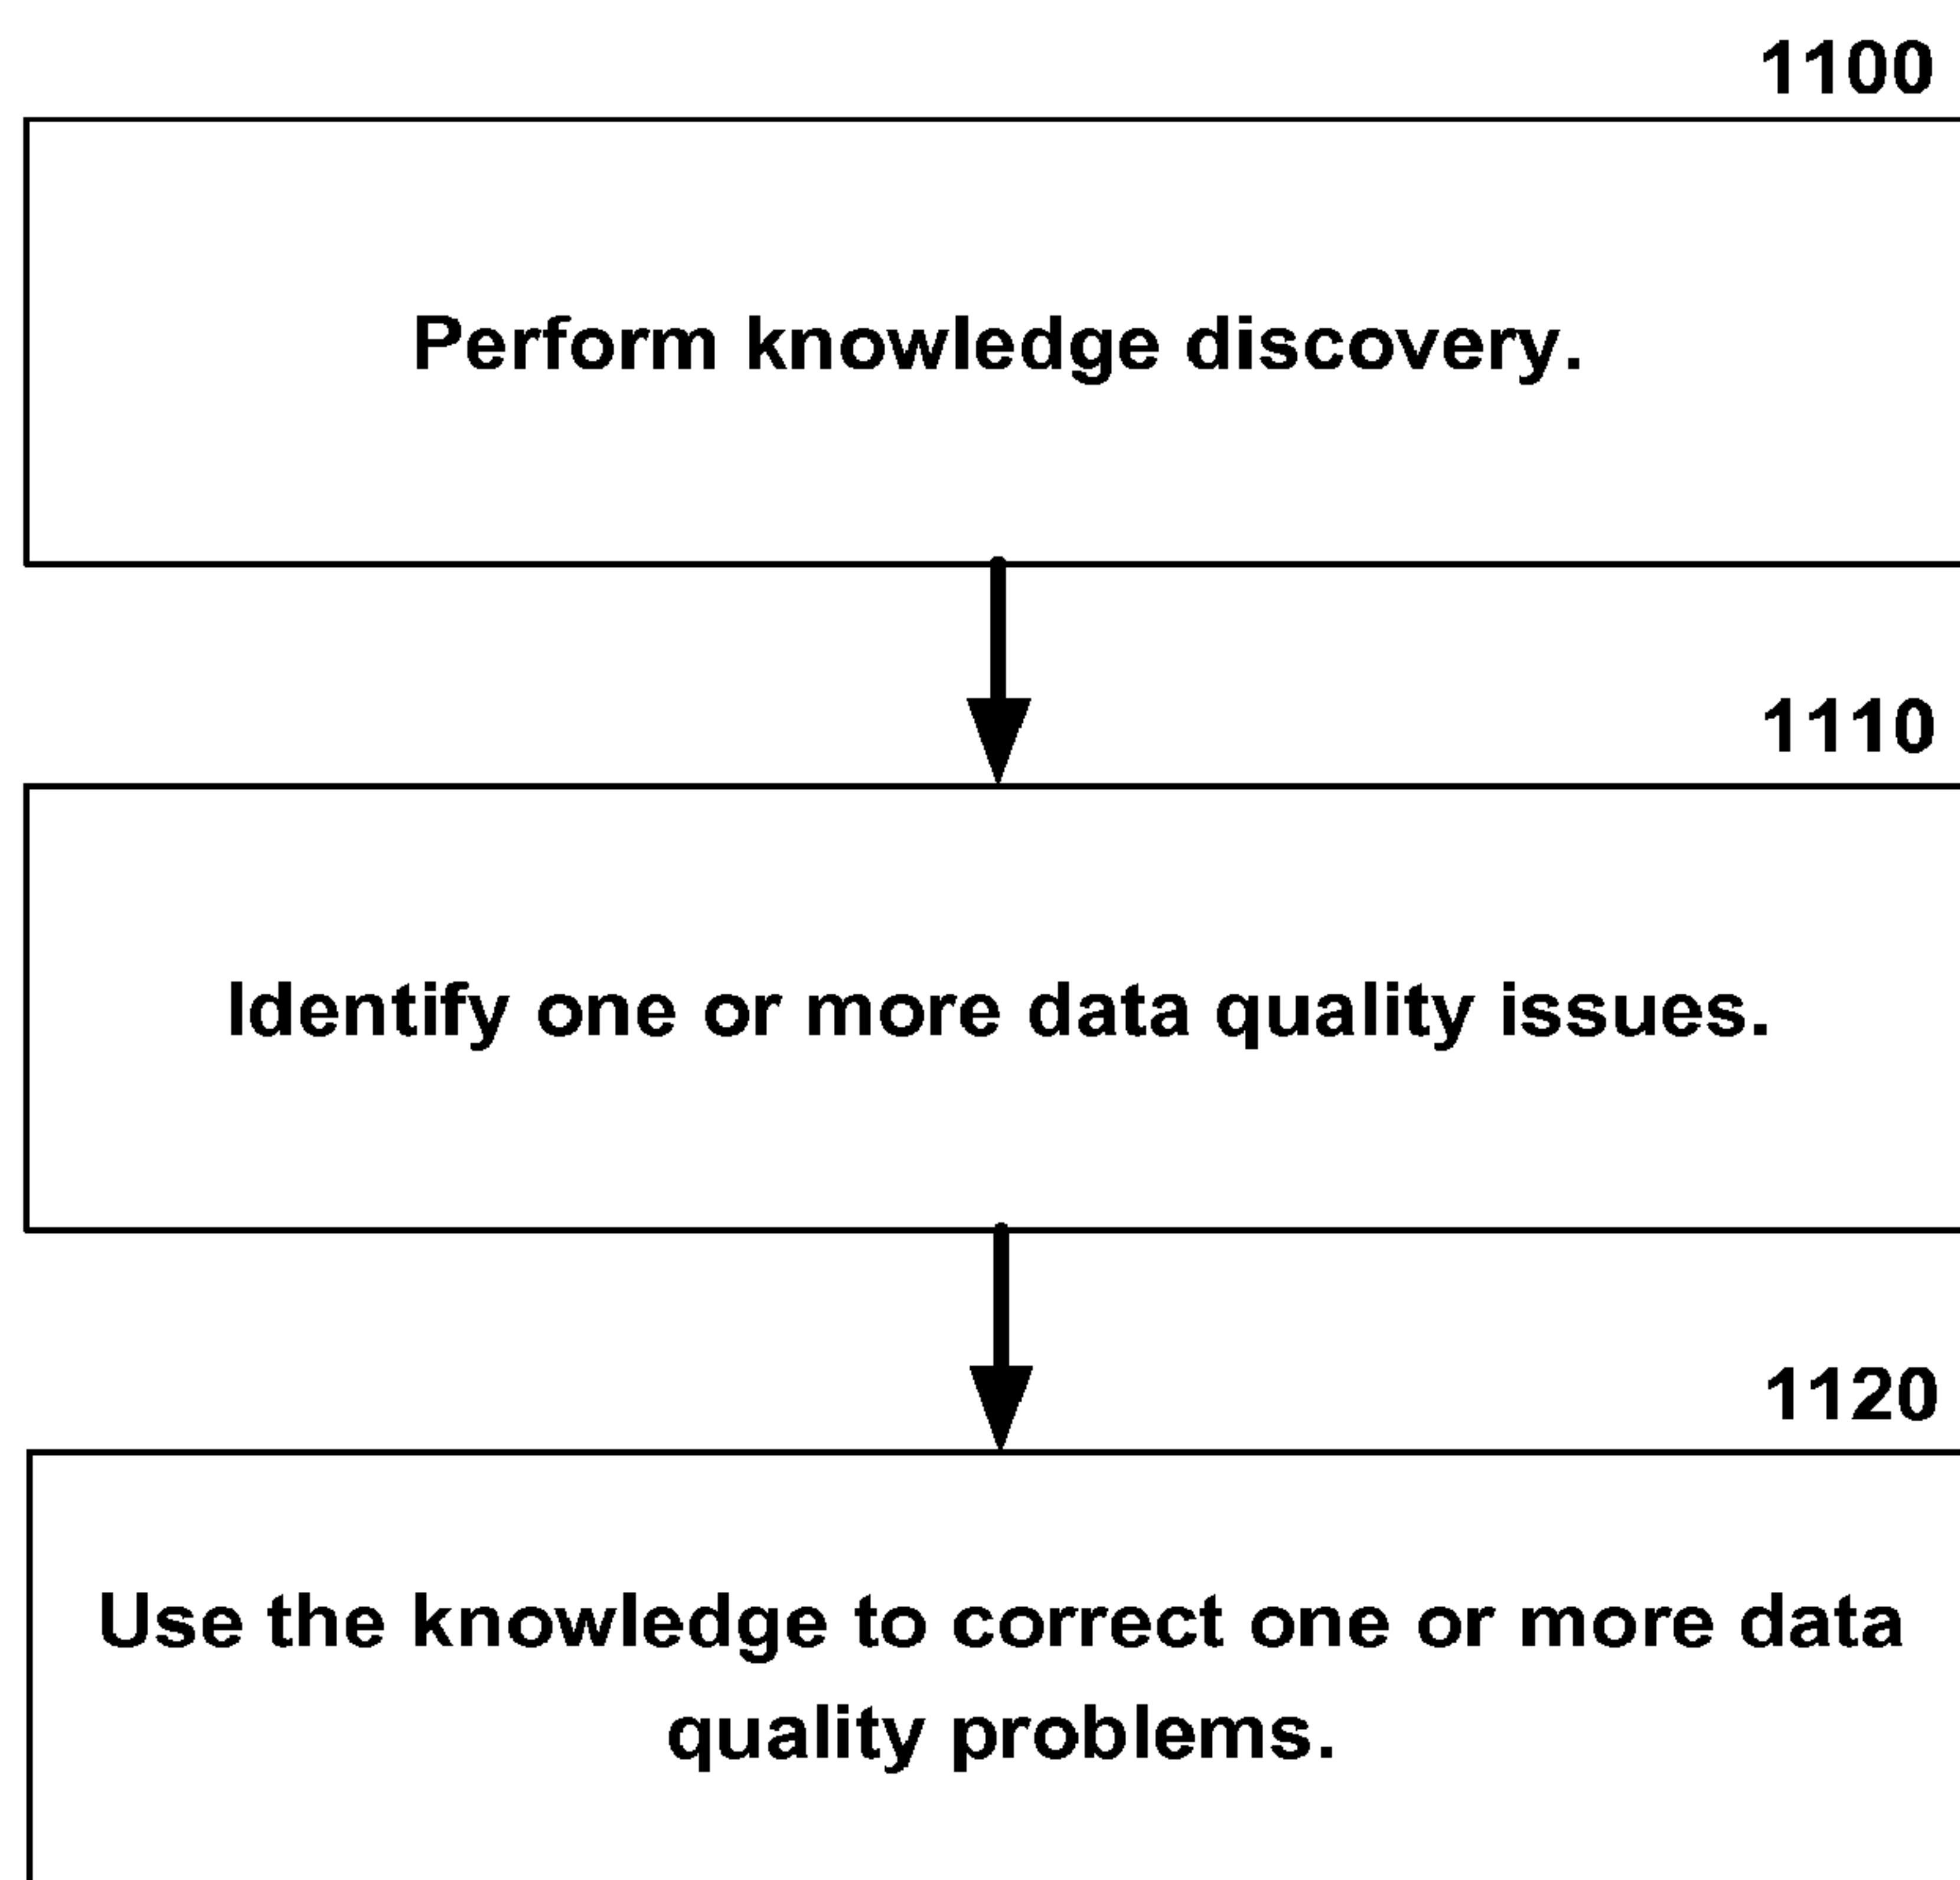 1100
Perform knowledge discovery.
1110
Identify one or more data quality issues.
1120
Use the knowledge to correct one or more data
quality problems.